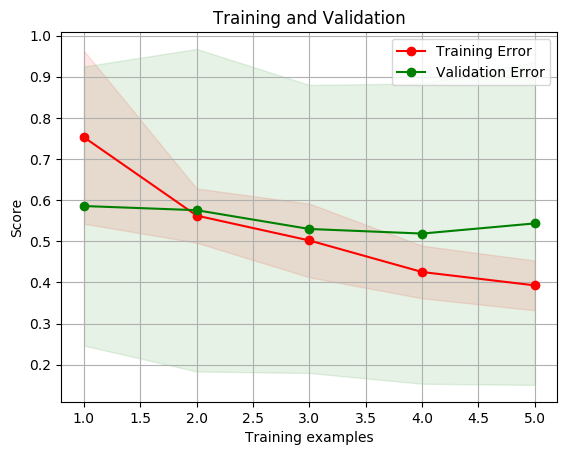 Training and Validation
Training Error
Validation Error
Score
1.0
0.9
0.8
0.7
0.6
0.5
0.4
0.3
0.2
1.0 1.5 2.0 2.5 3.0 3.5 4.0 4.5 5.0
Training examples